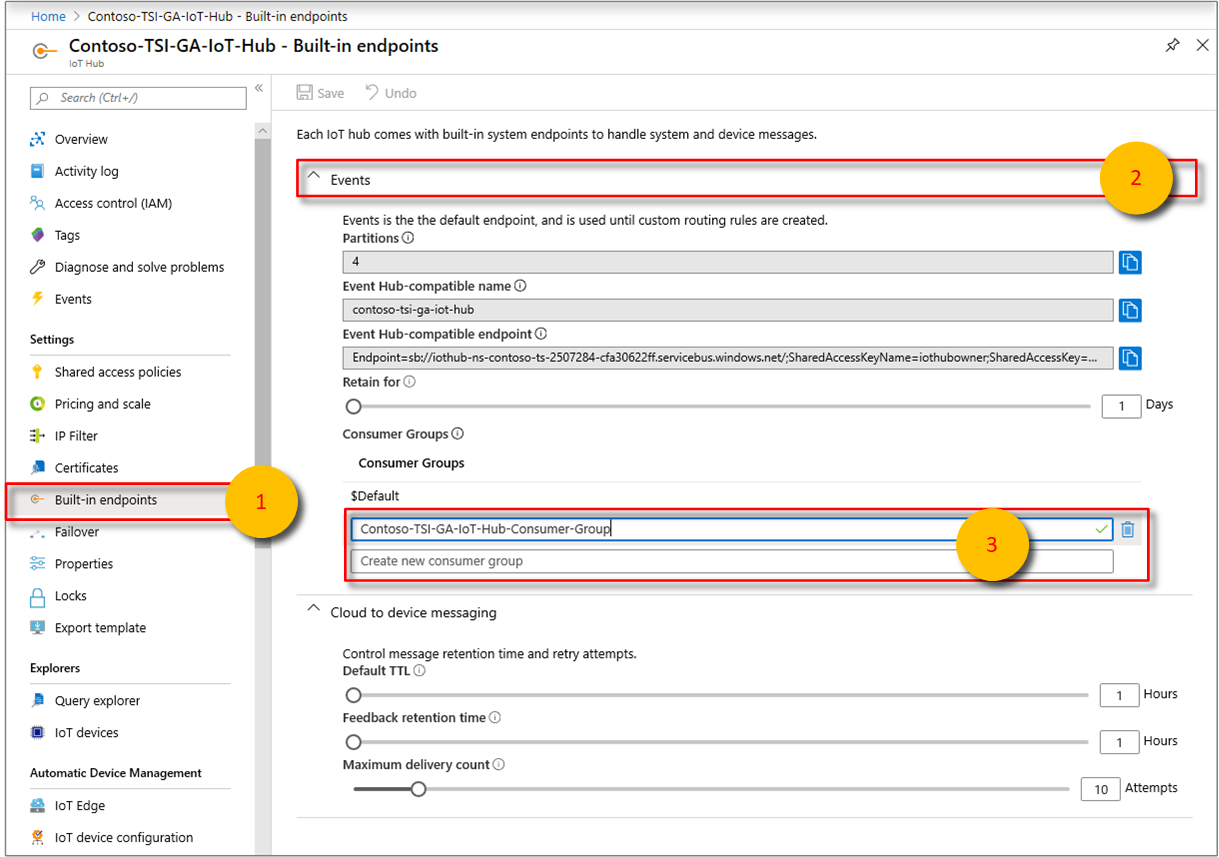 Home > Contoso-TSI-GA-IoT-Hub - Built-in endpoints
Contoso-TSI-GA-IoT-Hub - Built-in endpoints
IoT Hub
Search (Ctrl+/)
Overview
Activity log
Access control (IAM)
Tags
Diagnose and solve problems
Events
Settings
Shared access policies
Pricing and scale
IP Filter
Certificates
Built-in endpoints
1
Failover
Properties
Locks
Export template
Explorers
Query explorer
IoT devices
Automatic Device Management
IoT Edge
IoT device configuration
Save Undo
Each IoT hub comes with built-in system endpoints to handle system and device messages.
Events
2
Events is the the default endpoint, and is used until custom routing rules are created.
Partitions
4
Event Hub-compatible name
contoso-tsi-ga-iot-hub
Event Hub-compatible endpoint
Endpoint=sb://iothub-ns-contoso-ts-2507284-cfa30622ff.servicebus.windows.net/;SharedAccessKeyName=iothubowner;SharedAccessKey=...
Retain for
1 Days
Consumer Groups
Consumer Groups
$Default
Contoso-TSI-GA-IoT-Hub-Consumer-Group
3
Create new consumer group
Cloud to device messaging
Control message retention time and retry attempts.
Default TTL
1 Hours
Feedback retention time
1 Hours
Maximum delivery count
10 Attempts